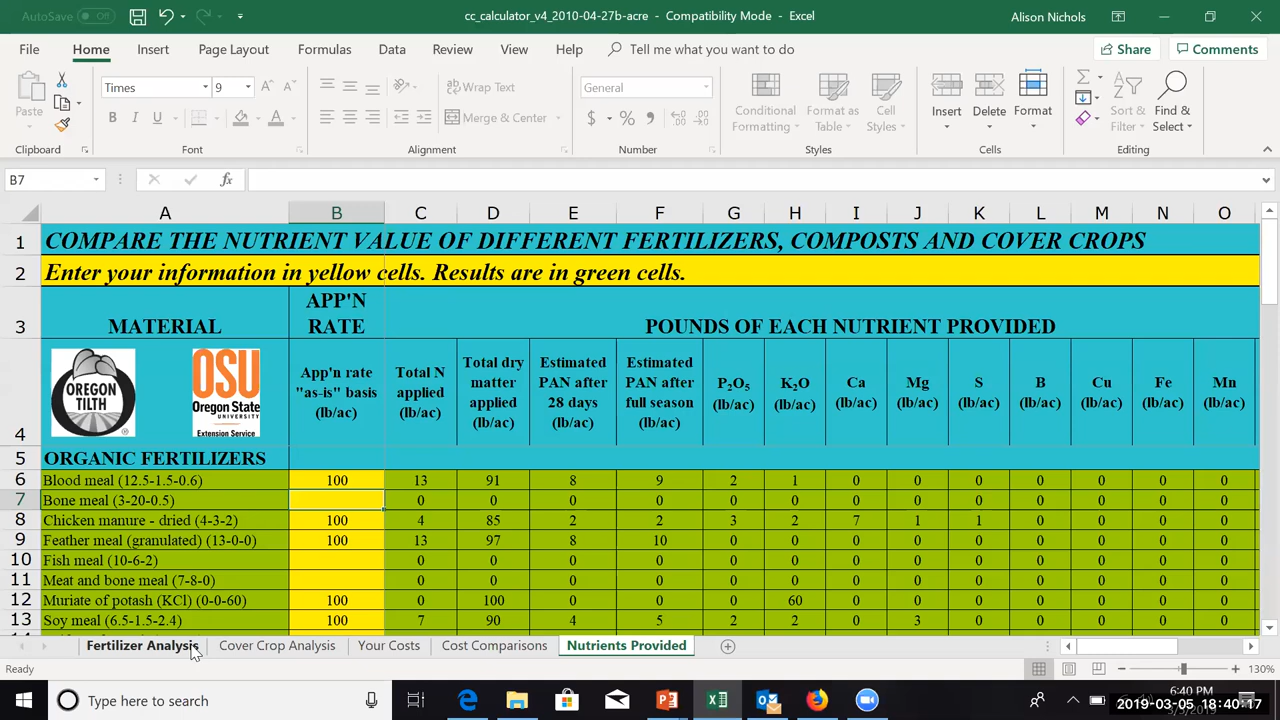 AutoSave Off
cc_calculator_v4_2010-04-27b-acre - Compatibility Mode - Excel
Alison Nichols
File Home Insert Page Layout Formulas Data Review View Help Tell me what you want to do Share Comments
Paste
Times 9
B I U A
Wrap Text
Merge & Center
General
$ % ,
Conditional Formatting
Format as Table
Cell Styles
Insert Delete Format
Sort & Filter
Find & Select
Clipboard Font Alignment Number Styles Cells Editing
B7 fx
A B C D E F G H I J K L M N O
1 COMPARE THE NUTRIENT VALUE OF DIFFERENT FERTILIZERS, COMPOSTS AND COVER CROPS
2 Enter your information in yellow cells. Results are in green cells.
3 MATERIAL APP'N RATE POUNDS OF EACH NUTRIENT PROVIDED
OREGON TILTH
OSU Oregon State UNIVERSITY Extension Service
4 App'n rate "as-is" basis (lb/ac) Total N applied (lb/ac) Total dry matter applied (lb/ac) Estimated PAN after 28 days (lb/ac) Estimated PAN after full season (lb/ac) P₂O₅ (lb/ac) K₂O (lb/ac) Ca (lb/ac) Mg (lb/ac) S (lb/ac) B (lb/ac) Cu (lb/ac) Fe (lb/ac) Mn (lb/ac)
5 ORGANIC FERTILIZERS
6 Blood meal (12.5-1.5-0.6) 100 13 91 8 9 2 1 0 0 0 0 0 0 0
7 Bone meal (3-20-0.5) 0 0 0 0 0 0 0 0 0 0 0 0 0
8 Chicken manure - dried (4-3-2) 100 4 85 2 2 3 2 7 1 1 0 0 0 0
9 Feather meal (granulated) (13-0-0) 100 13 97 8 10 0 0 0 0 0 0 0 0 0
10 Fish meal (10-6-2) 0 0 0 0 0 0 0 0 0 0 0 0 0
11 Meat and bone meal (7-8-0) 0 0 0 0 0 0 0 0 0 0 0 0 0
12 Muriate of potash (KCl) (0-0-60) 100 0 100 0 0 0 60 0 0 0 0 0 0 0
13 Soy meal (6.5-1.5-2.4) 100 7 90 4 5 2 2 0 3 0 0 0 0 0
Fertilizer Analysis Cover Crop Analysis Your Costs Cost Comparisons Nutrients Provided
Ready 130%
Type here to search
6:40 PM
2019-03-05 18:40:17